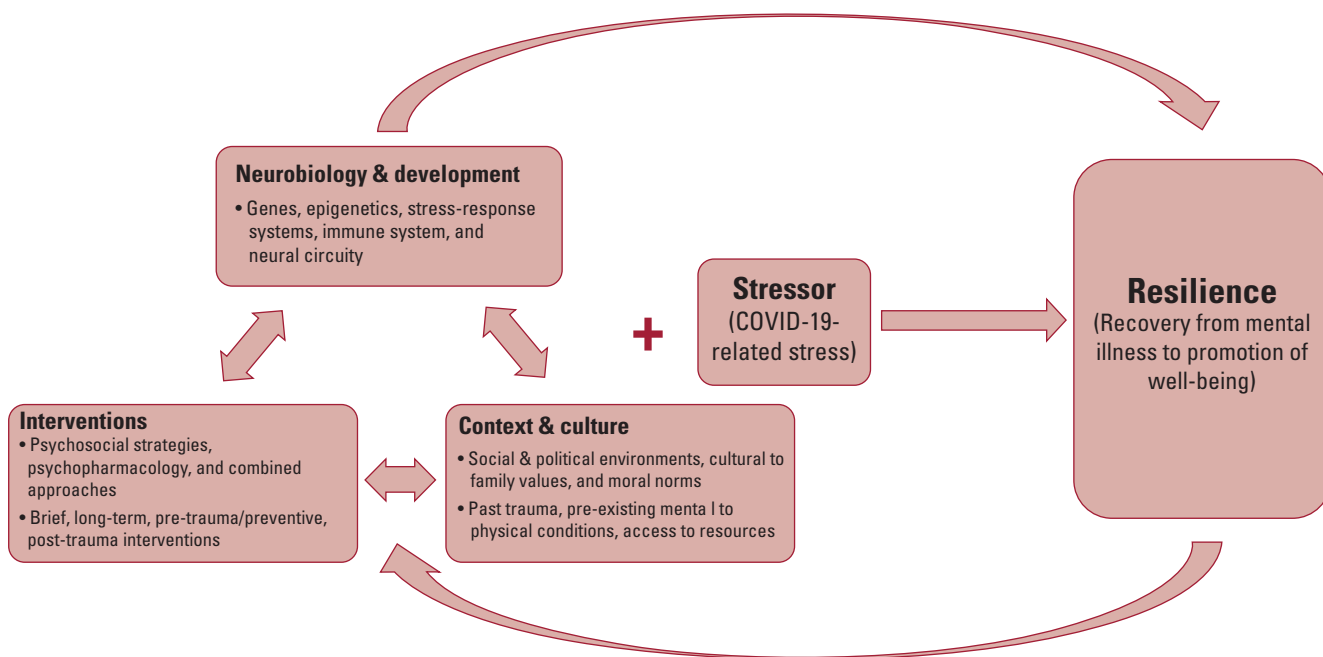 Neurobiology & development
• Genes, epigenetics, stress-response
systems, immune system, and
neural circuity
+
Stressor
(COVID-19-
related stress)
Resilience
(Recovery from mental
illness to promotion of
well-being)
Interventions
• Psychosocial strategies,
psychopharmacology, and combined
approaches
• Brief, long-term, pre-trauma/preventive,
post-trauma interventions
Context & culture
• Social & political environments, cultural to
family values, and moral norms
• Past trauma, pre-existing menta l to
physical conditions, access to resources